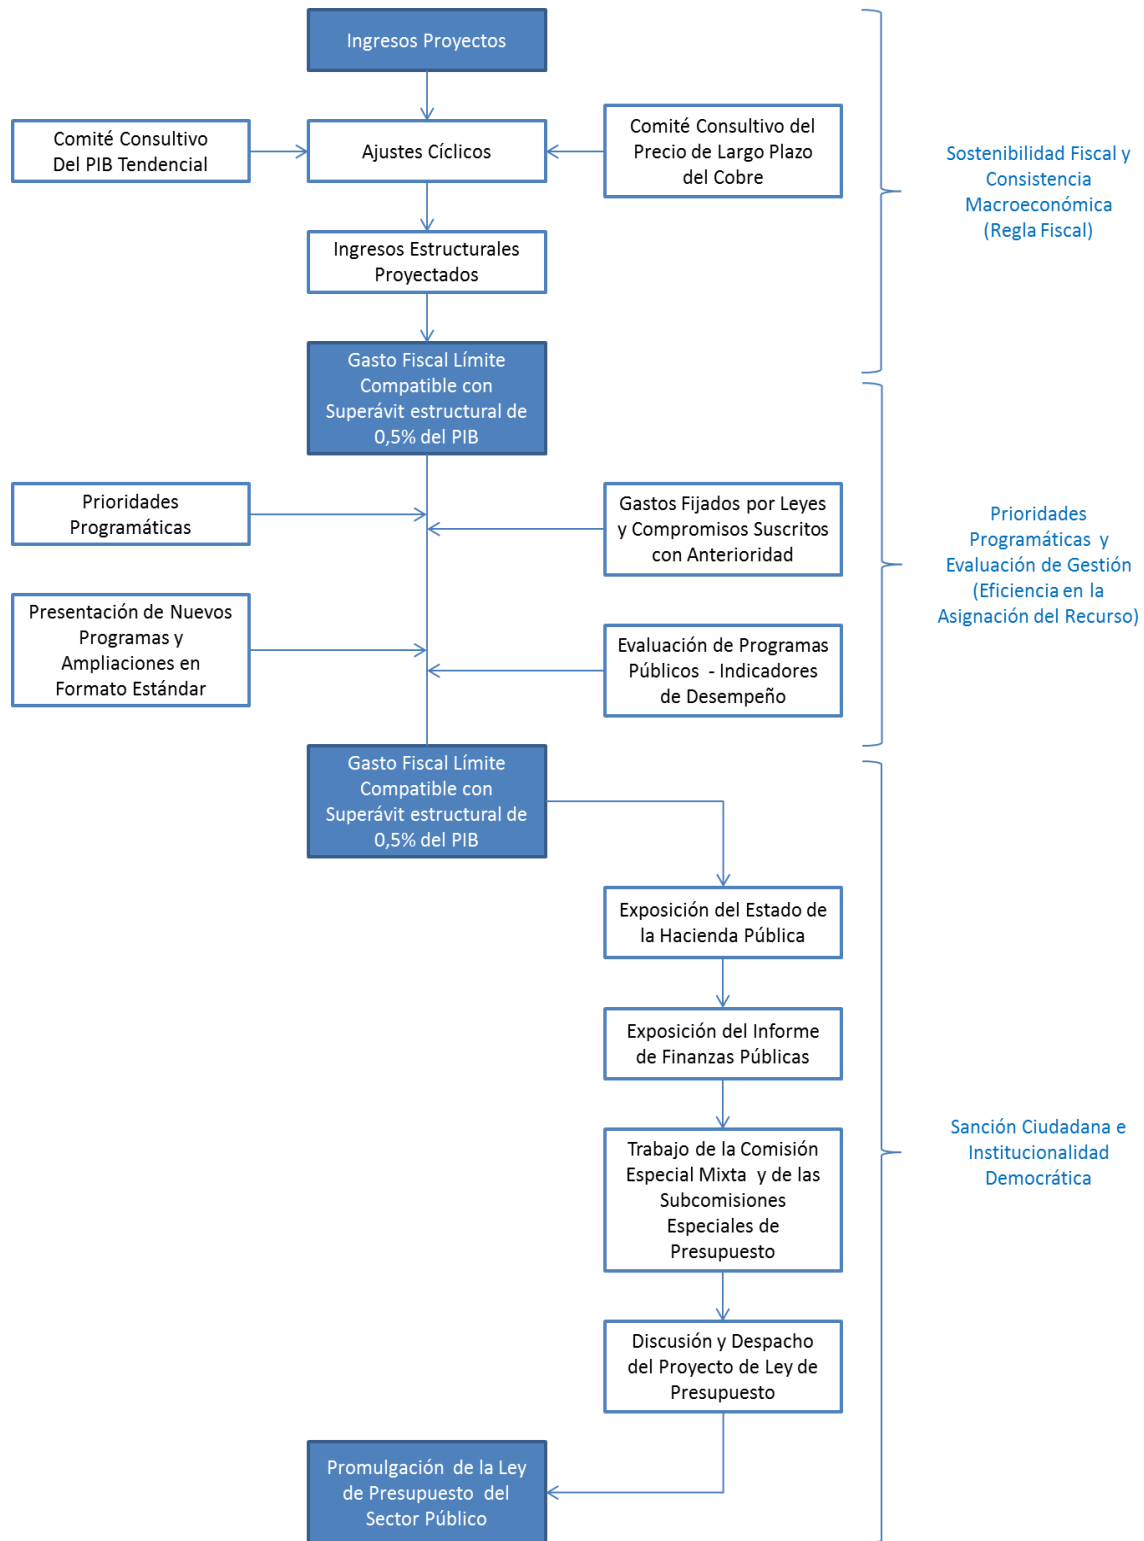 Ingresos Proyectos
Comité Consultivo
Del PIB Tendencial
Ajustes Cíclicos
Comité Consultivo del
Precio de Largo Plazo
del Cobre
Sostenibilidad Fiscal y
Consistencia
Macroeconómica
(Regla Fiscal)
Ingresos Estructurales
Proyectados
Gasto Fiscal Límite
Compatible con
Superávit estructural de
0,5% del PIB
Prioridades
Programáticas
Gastos Fijados por Leyes
y Compromisos Suscritos
con Anterioridad
Prioridades
Programáticas y
Evaluación de Gestión
(Eficiencia en la
Asignación del Recurso)
Presentación de Nuevos
Programas y
Ampliaciones en
Formato Estándar
Evaluación de Programas
Públicos - Indicadores
de Desempeño
Gasto Fiscal Límite
Compatible con
Superávit estructural de
0,5% del PIB
Exposición del Estado de
la Hacienda Pública
Exposición del Informe
de Finanzas Públicas
Trabajo de la Comisión
Especial Mixta y de las
Subcomisiones
Especiales de
Presupuesto
Sanción Ciudadana e
Institucionalidad
Democrática
Discusión y Despacho
del Proyecto de Ley de
Presupuesto
Promulgación de la Ley
de Presupuesto del
Sector Público